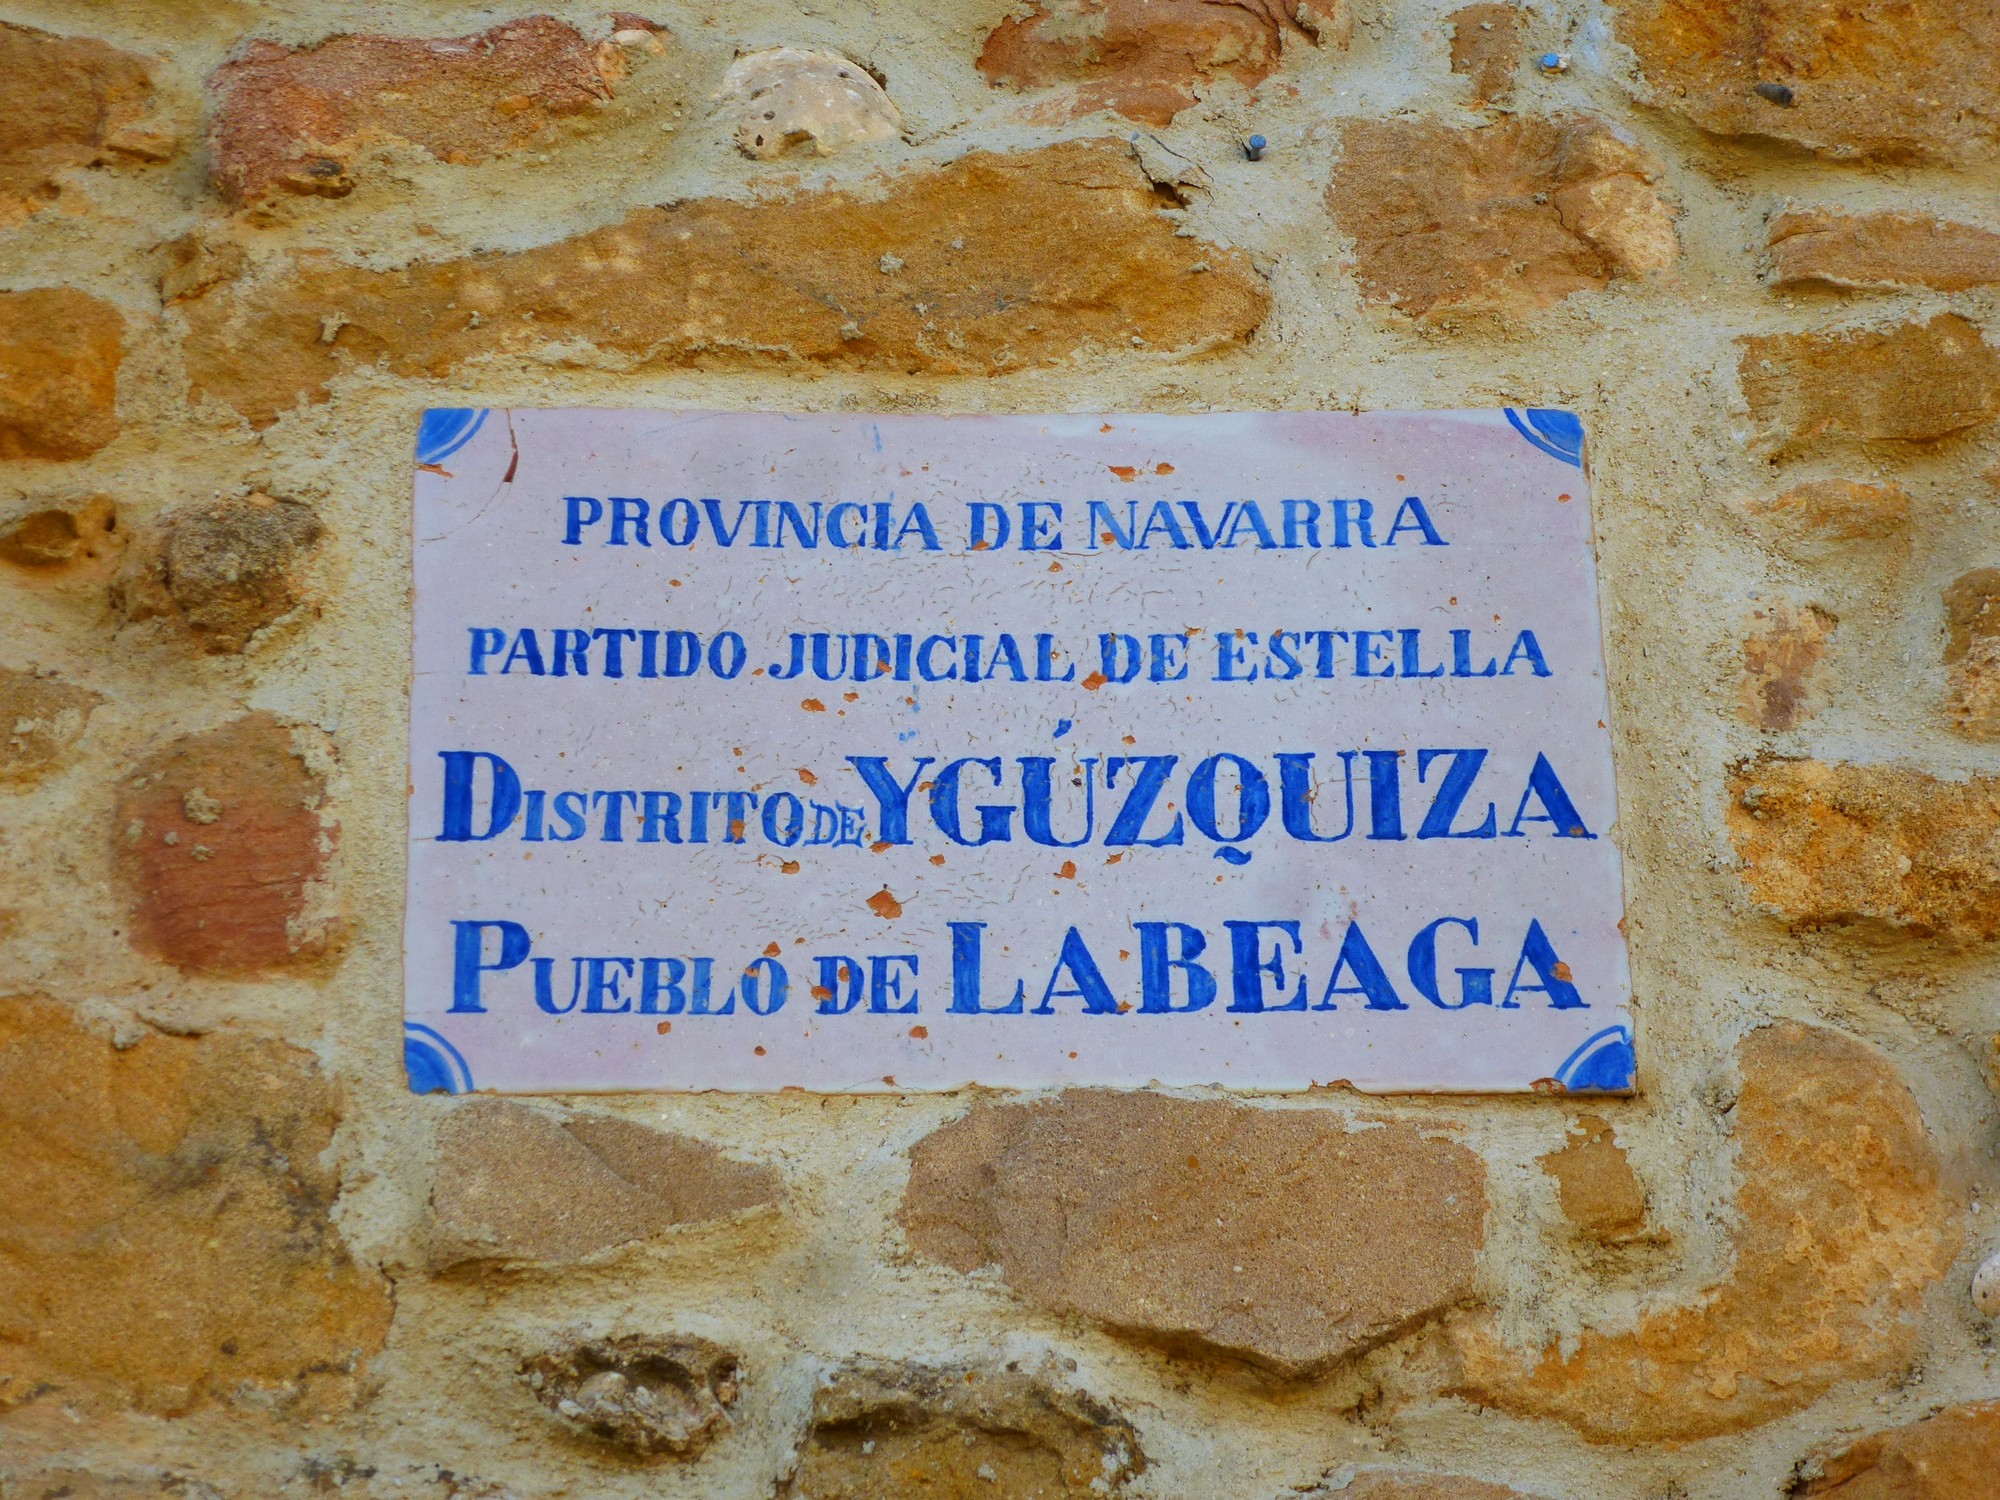 PROVINCIA DE NAVARRA
PARTIDO JUDICIAL DE ESTELLA
DISTRITO DE YGÚZQUIZA
PUEBLO DE LABEAGA